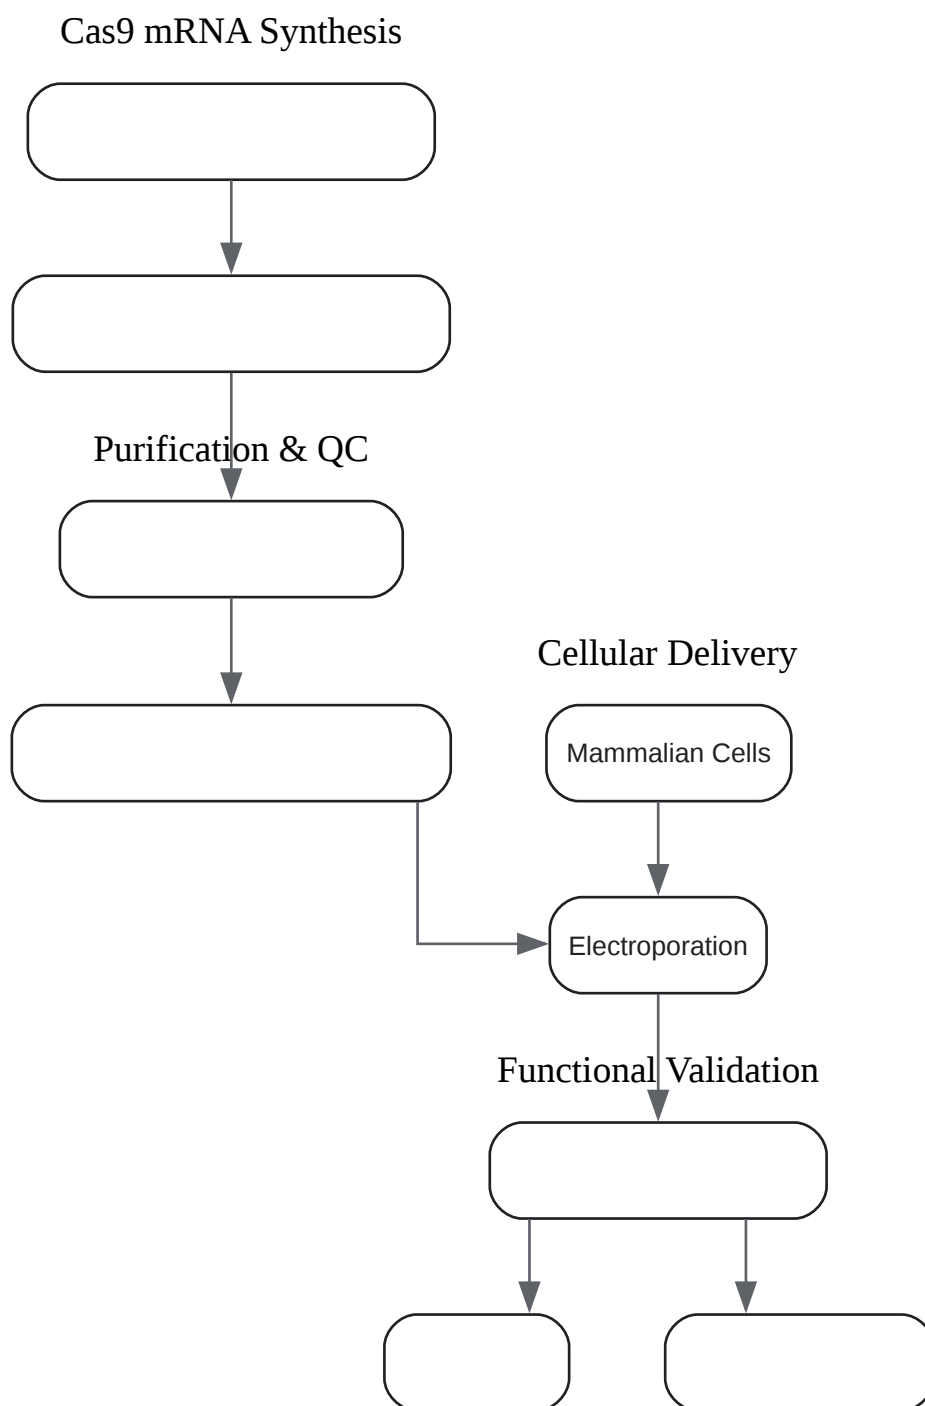 Cas9 mRNA Synthesis
Purification & QC
Cellular Delivery
Mammalian Cells
Electroporation
Functional Validation